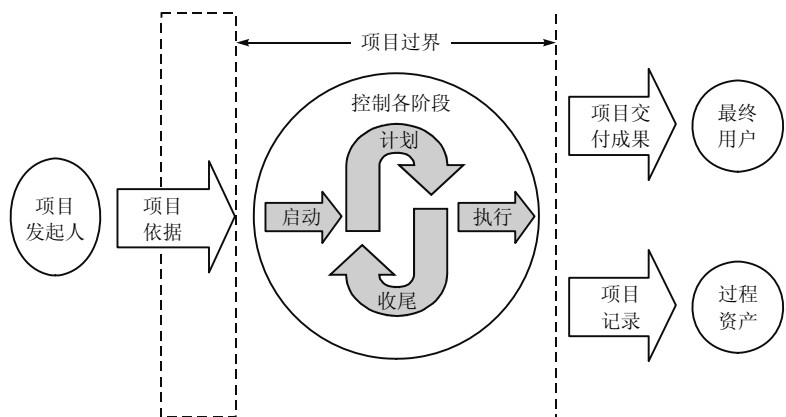 项目过界
控制各阶段
计划
启动
执行
收尾
项目
发起人
项目
依据
项目交
付成果
最终
用户
项目
记录
过程
资产